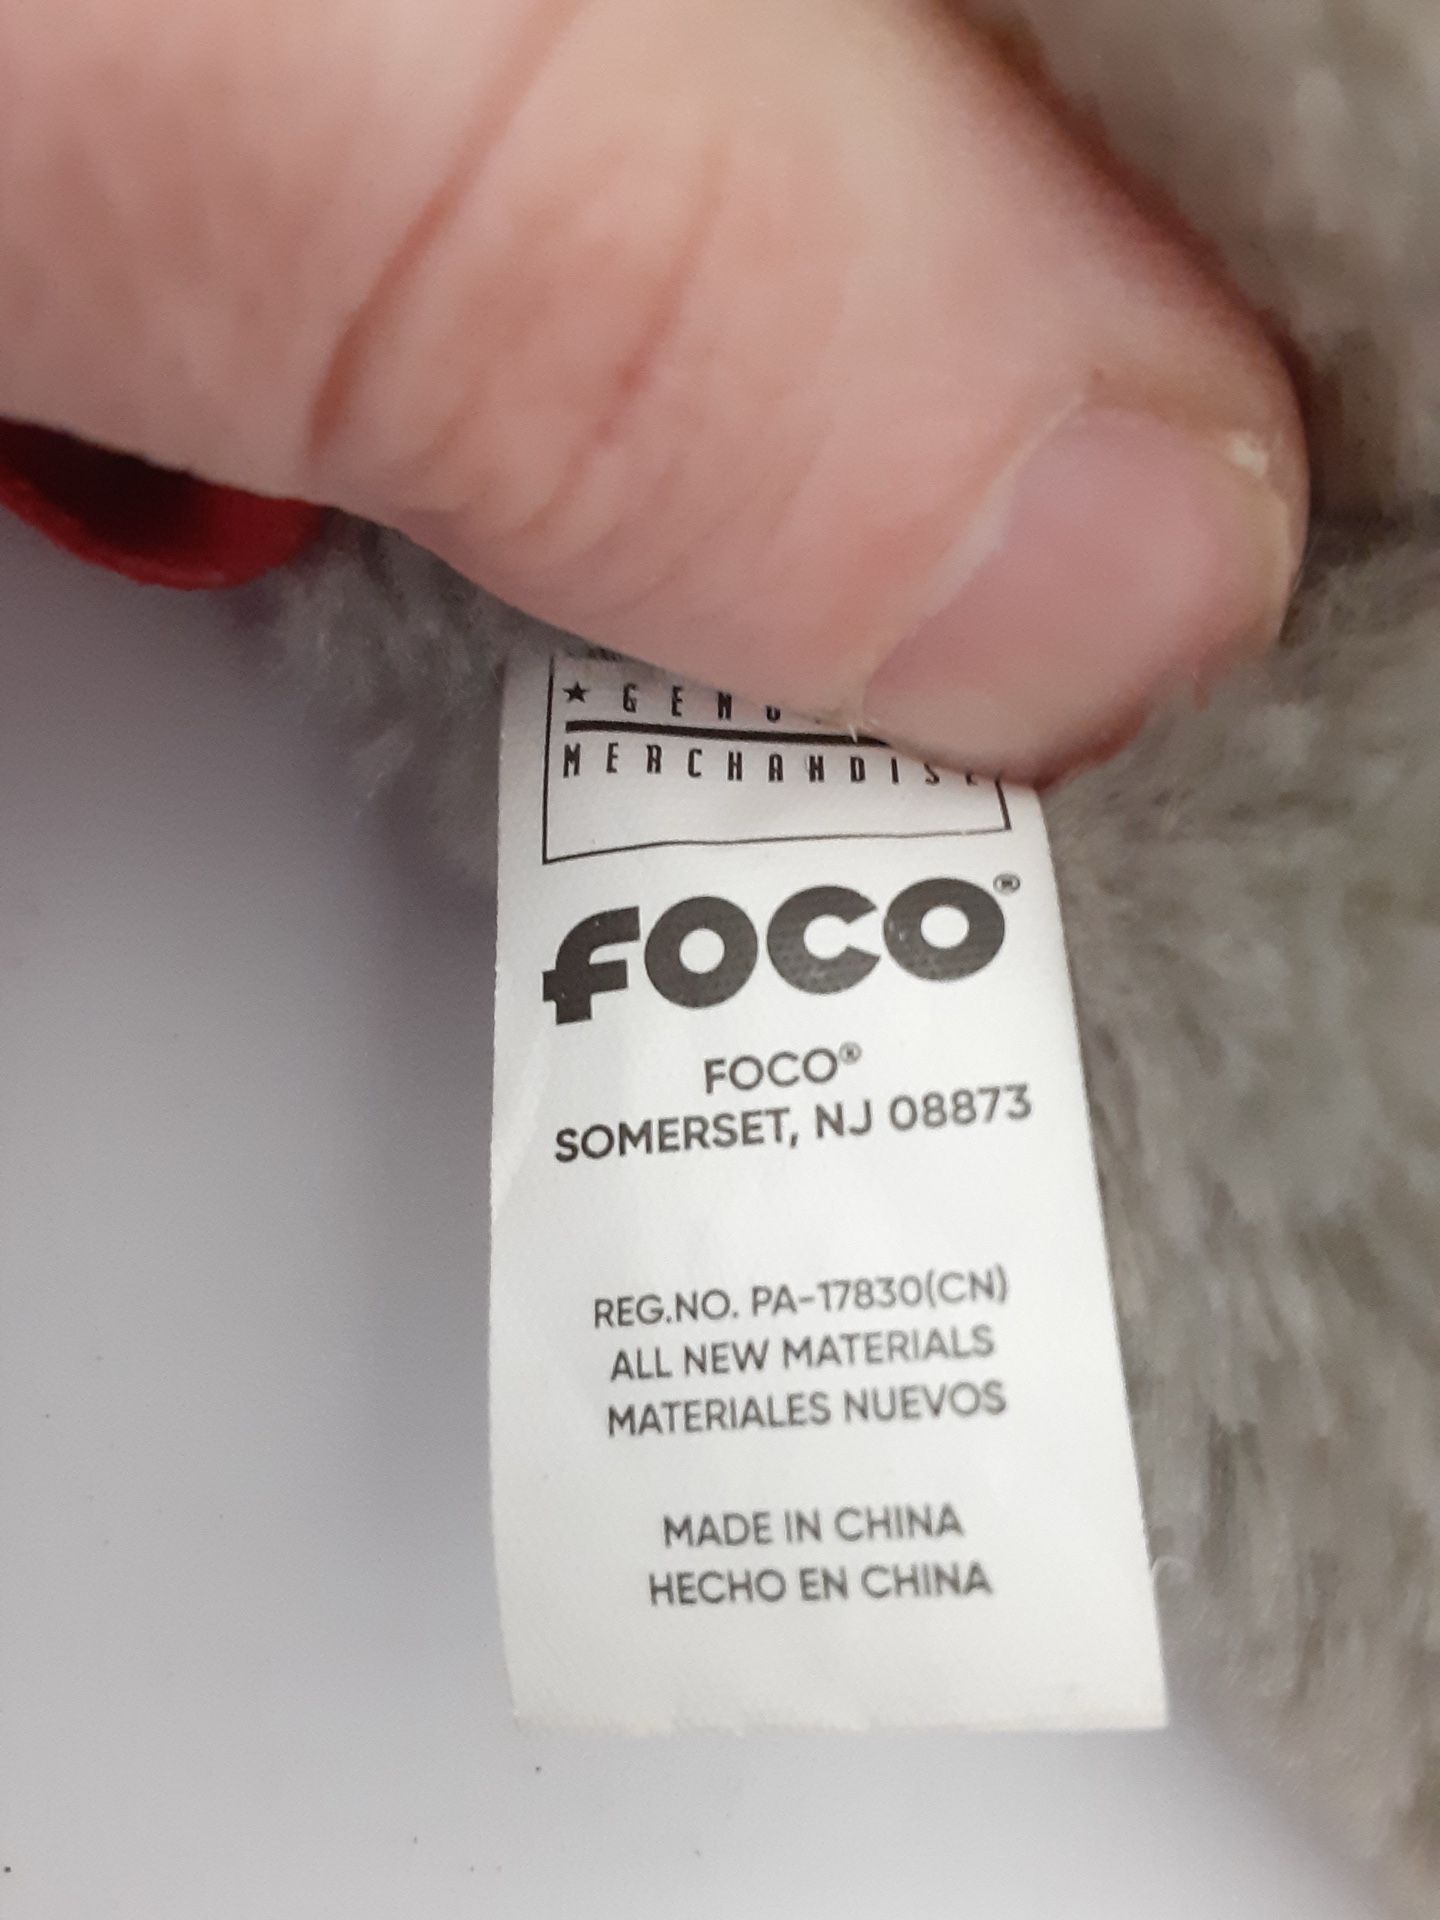 ★ GENU
MERCHANDISE
FOCO®
FOCO®
SOMERSET, NJ 08873
REG.NO. PA-17830(CN)
ALL NEW MATERIALS
MATERIALES NUEVOS
MADE IN CHINA
HECHO EN CHINA